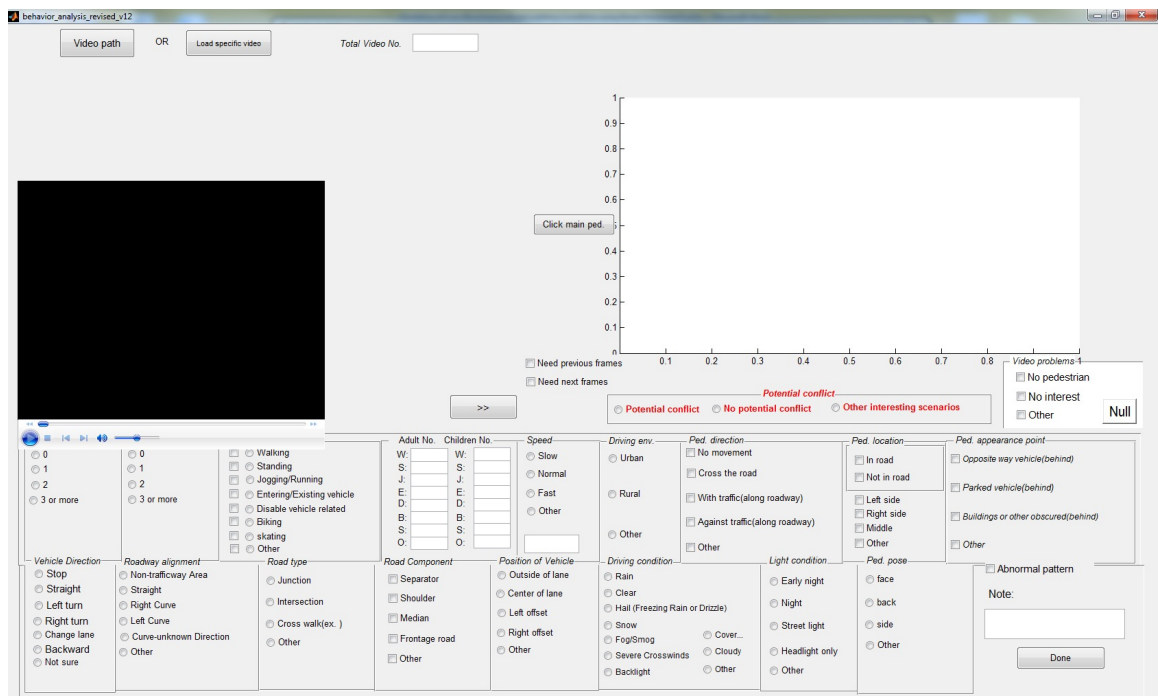 behavior_analysis_revised_v12
Video path
OR
Load specific video
Total Video No.
1
0.9
0.8
0.7
0.6
Click main ped.
0.4
0.3
0.2
0.1
0
0.1 0.2 0.3 0.4 0.5 0.6 0.7 0.8 1
Need previous frames
Need next frames
>>
Potential conflict
Potential conflict
No potential conflict
Other interesting scenarios
Video problems
No pedestrian
No interest
Other
Null
0
1
2
3 or more
0
1
2
3 or more
Walking
Standing
Jogging/Running
Entering/Existing vehicle
Disable vehicle related
Biking
skating
Other
Adult No. Children No.
W: W:
S: S:
J: J:
E: E:
D: D:
B: B:
S: S:
O: O:
Speed
Slow
Normal
Fast
Other
Driving env.
Urban
Rural
Other
Ped. direction
No movement
Cross the road
With traffic(along roadway)
Against traffic(along roadway)
Other
Ped. location
In road
Not in road
Left side
Right side
Middle
Other
Ped. appearance point
Opposite way vehicle(behind)
Parked vehicle(behind)
Buildings or other obscured(behind)
Other
Vehicle Direction
Stop
Straight
Left turn
Right turn
Change lane
Backward
Not sure
Roadway alignment
Non-trafficway Area
Straight
Right Curve
Left Curve
Curve-unknown Direction
Other
Road type
Junction
Intersection
Cross walk(ex. )
Other
Road Component
Separator
Shoulder
Median
Frontage road
Other
Position of Vehicle
Outside of lane
Center of lane
Left offset
Right offset
Other
Driving condition
Rain
Clear
Hail (Freezing Rain or Drizzle)
Snow
Fog/Smog
Severe Crosswinds
Backlight
Cover...
Cloudy
Other
Light condition
Early night
Night
Street light
Headlight only
Other
Ped. pose
face
back
side
Other
Abnormal pattern
Note:
Done